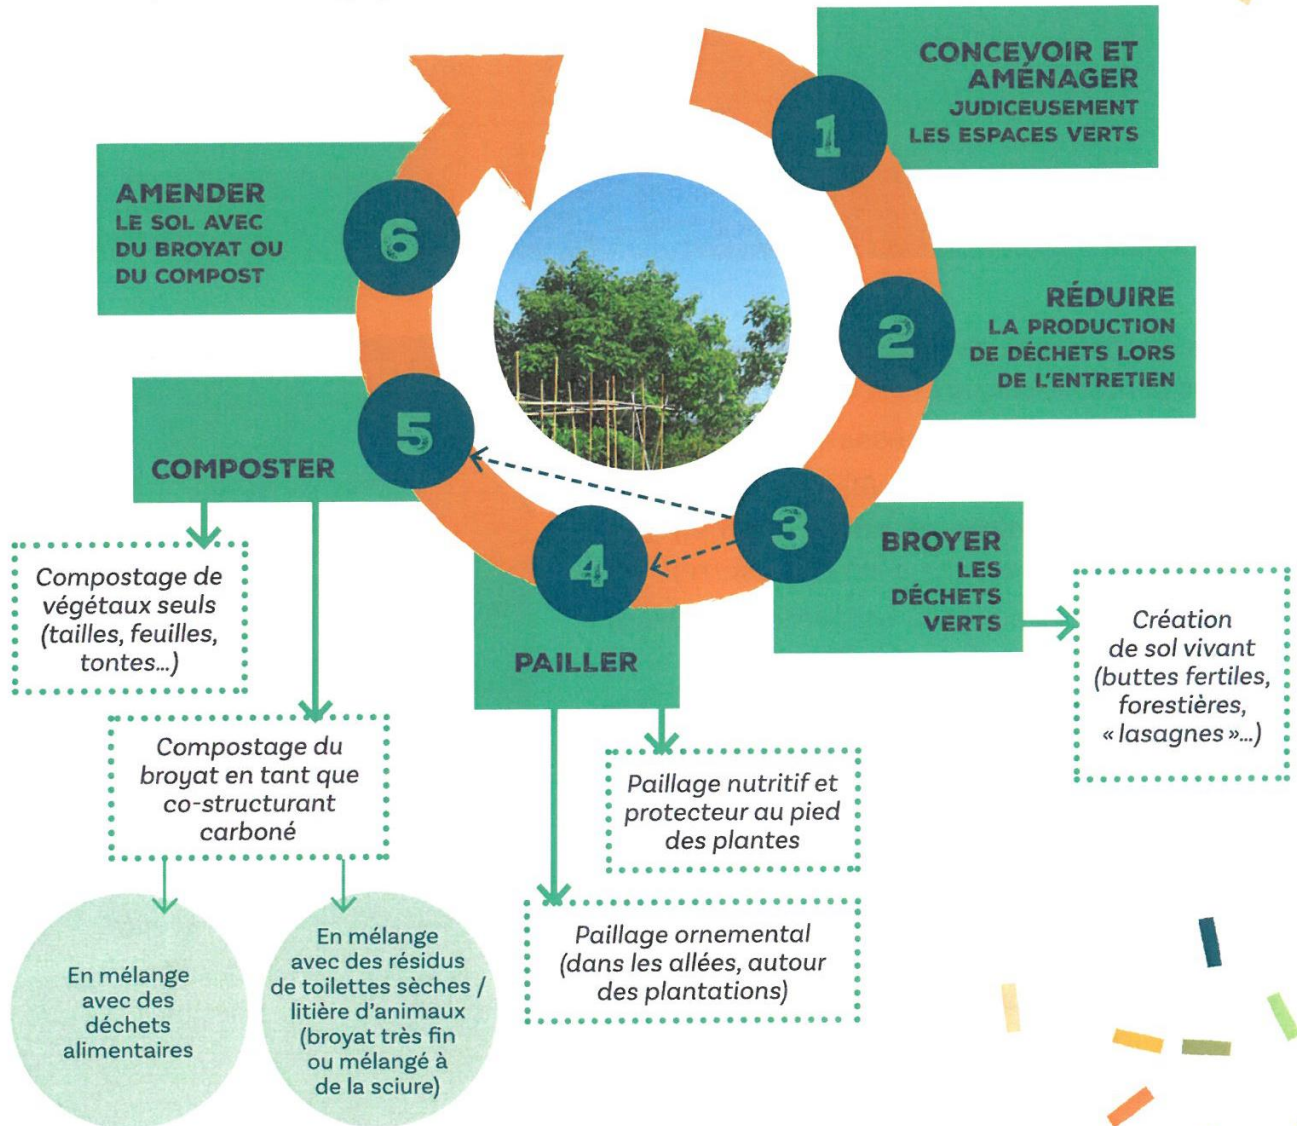 1
CONCEVOIR ET
AMÉNAGER
JUDICEUSEMENT
LES ESPACES VERTS
2
RÉDUIRE
LA PRODUCTION
DE DÉCHETS LORS
DE L'ENTRETIEN
3
BROYER
LES
DÉCHETS
VERTS
Création
de sol vivant
(buttes fertiles,
forestières,
« lasagnes »...)
4
PAILLER
Paillage nutritif et
protecteur au pied
des plantes
Paillage ornemental
(dans les allées, autour
des plantations)
5
COMPOSTER
Compostage de
végétaux seuls
(tailles, feuilles,
tontes...)
Compostage du
broyat en tant que
co-structurant
carboné
En mélange
avec des
déchets
alimentaires
En mélange
avec des résidus
de toilettes sèches /
litière d'animaux
(broyat très fin
ou mélangé à
de la sciure)
6
AMENDER
LE SOL AVEC
DU BROYAT OU
DU COMPOST